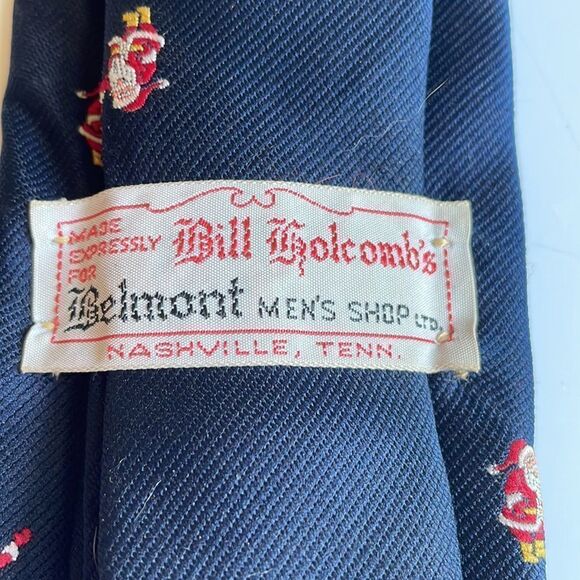 MADE
EXPRESSLY
FOR
Bill Holcomb's
Belmont MEN'S SHOP LTD.
NASHVILLE, TENN.